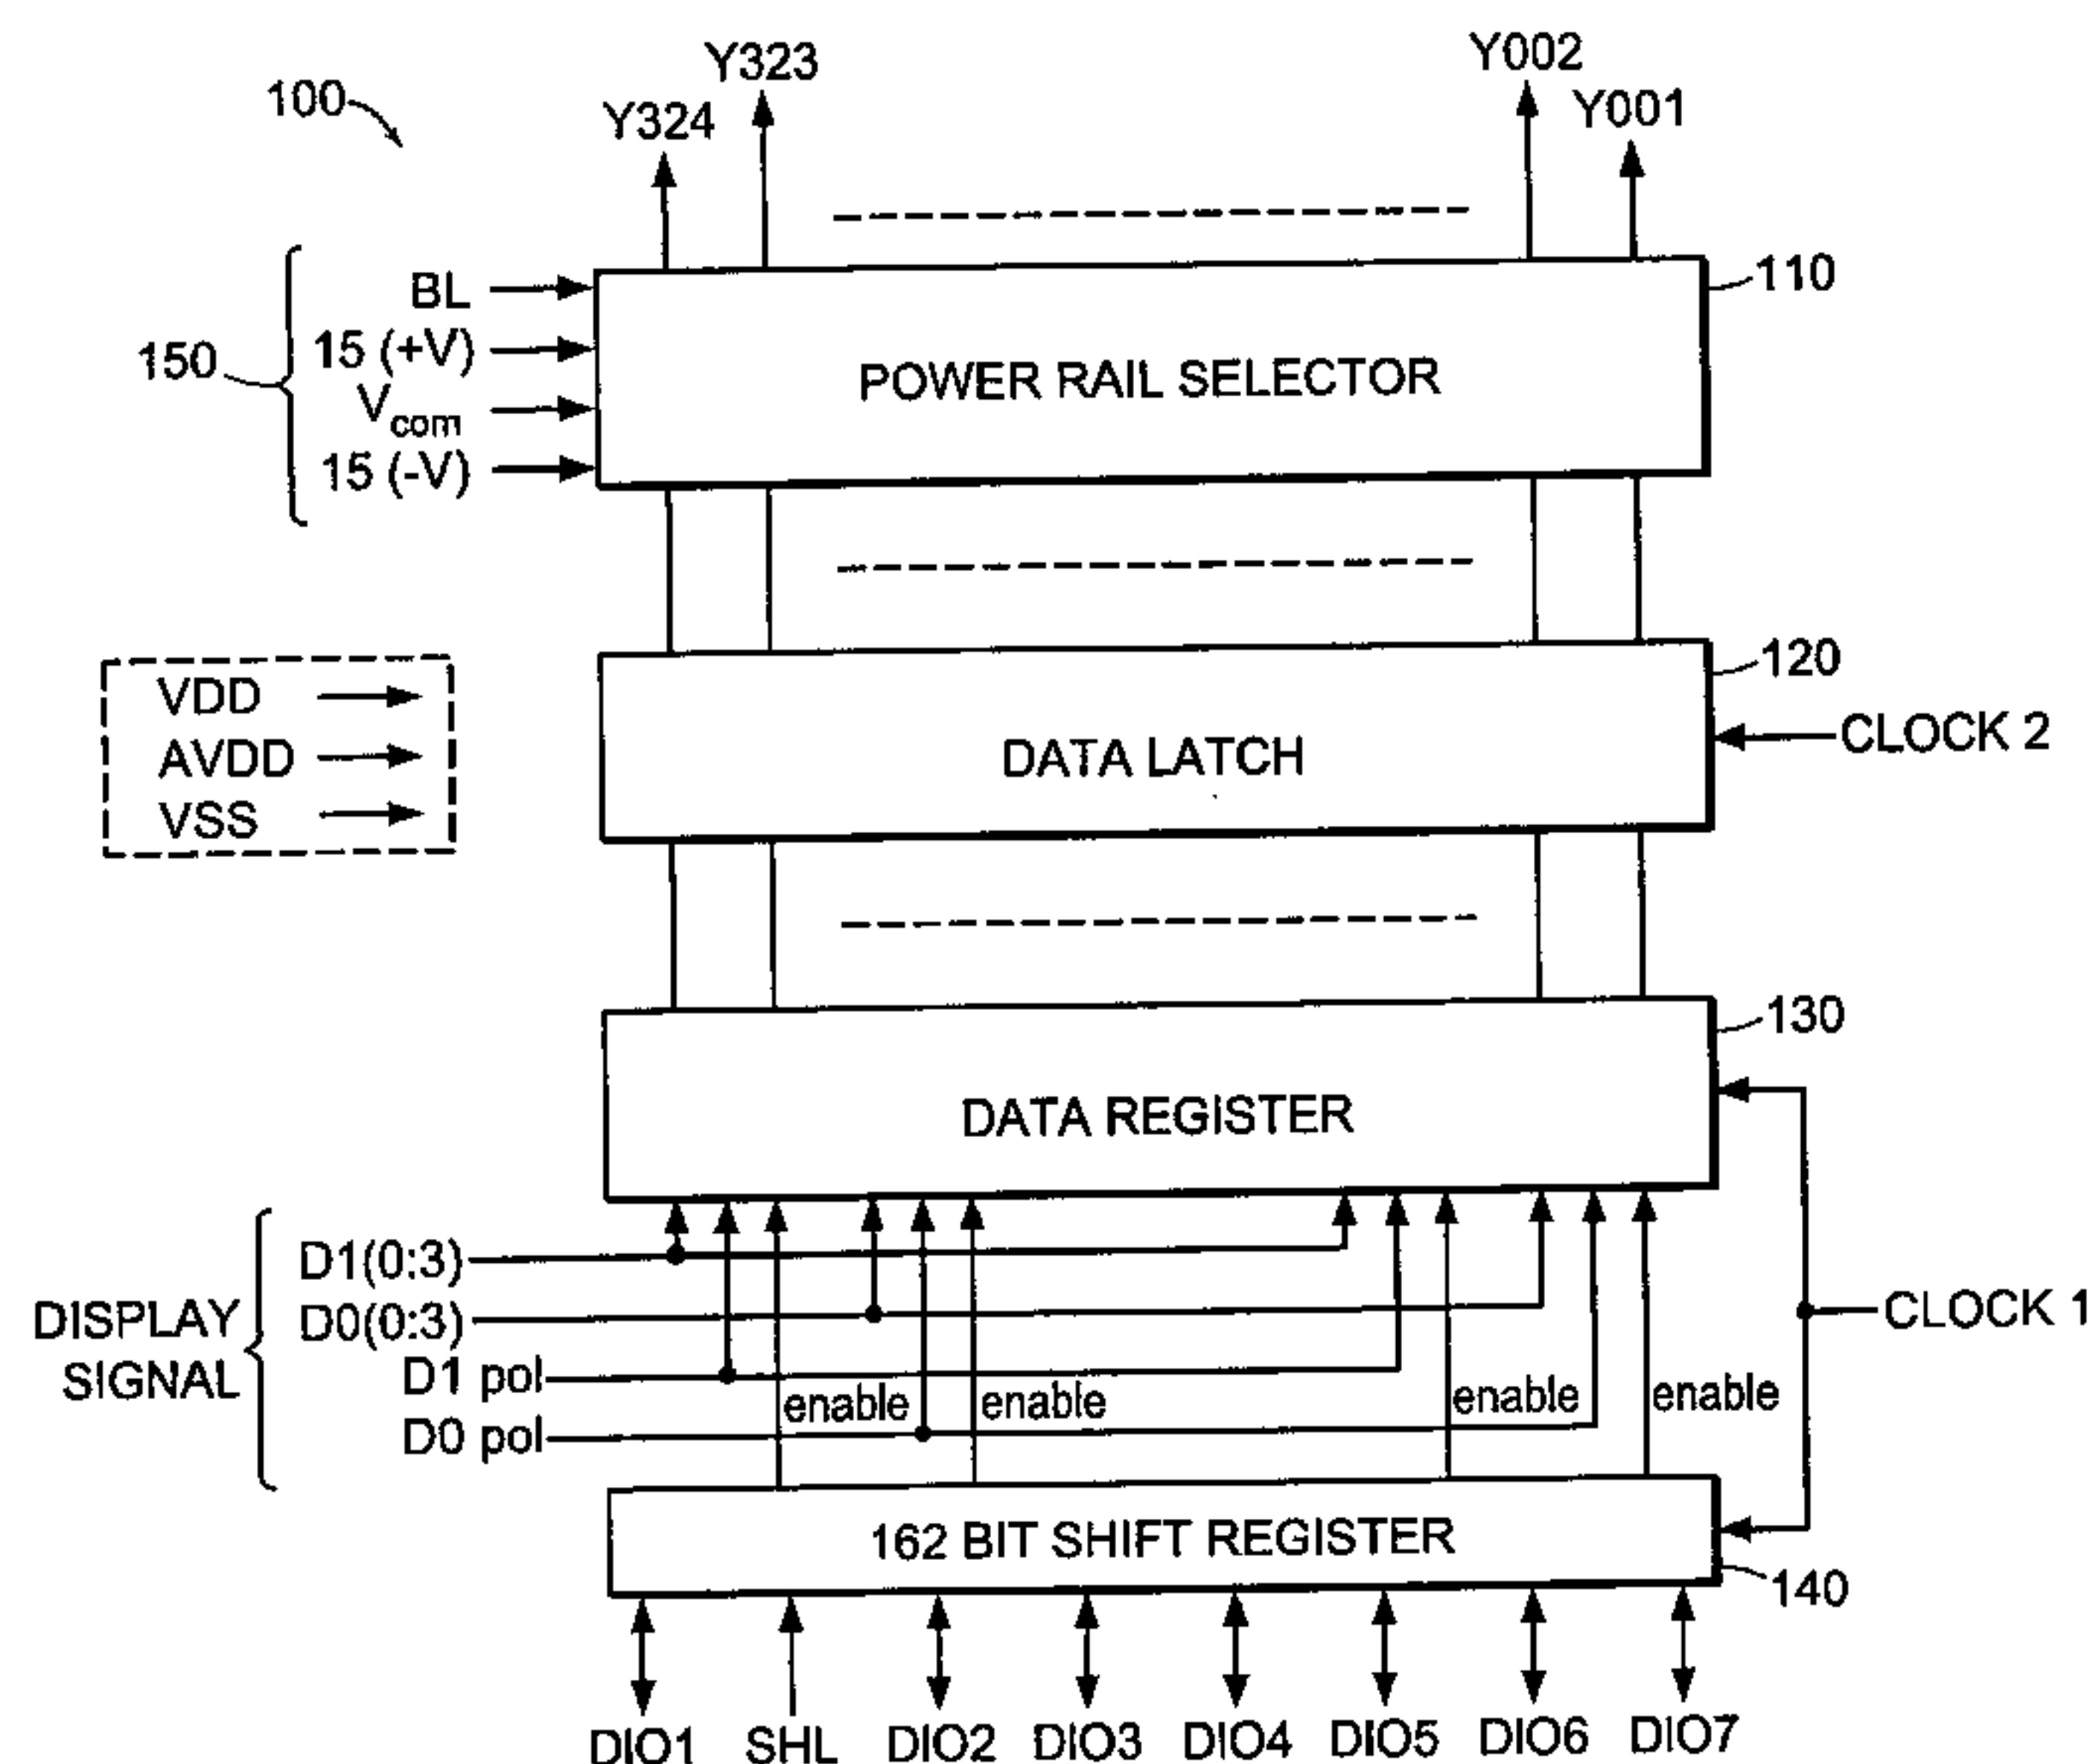 100
Y324
Y323
Y002
Y001
150
BL
15 (+V)
Vcom
15 (-V)
POWER RAIL SELECTOR
110
VDD
AVDD
VSS
DATA LATCH
120
CLOCK 2
DATA REGISTER
130
DISPLAY
SIGNAL
D1(0:3)
D0(0:3)
D1 pol
D0 pol
enable
enable
enable
enable
CLOCK 1
162 BIT SHIFT REGISTER
140
DIO1
SHL
DIO2
DIO3
DIO4
DIO5
DIO6
DIO7